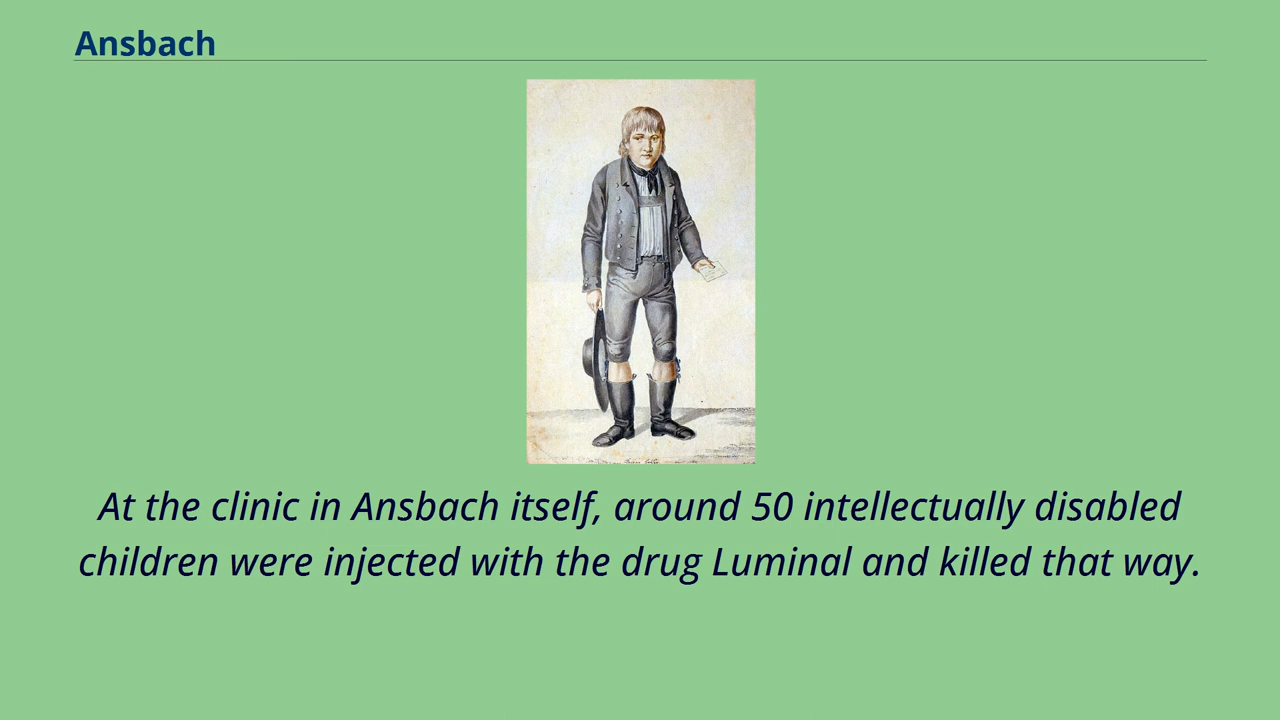 Ansbach
At the clinic in Ansbach itself, around 50 intellectually disabled
children were injected with the drug Luminal and killed that way.